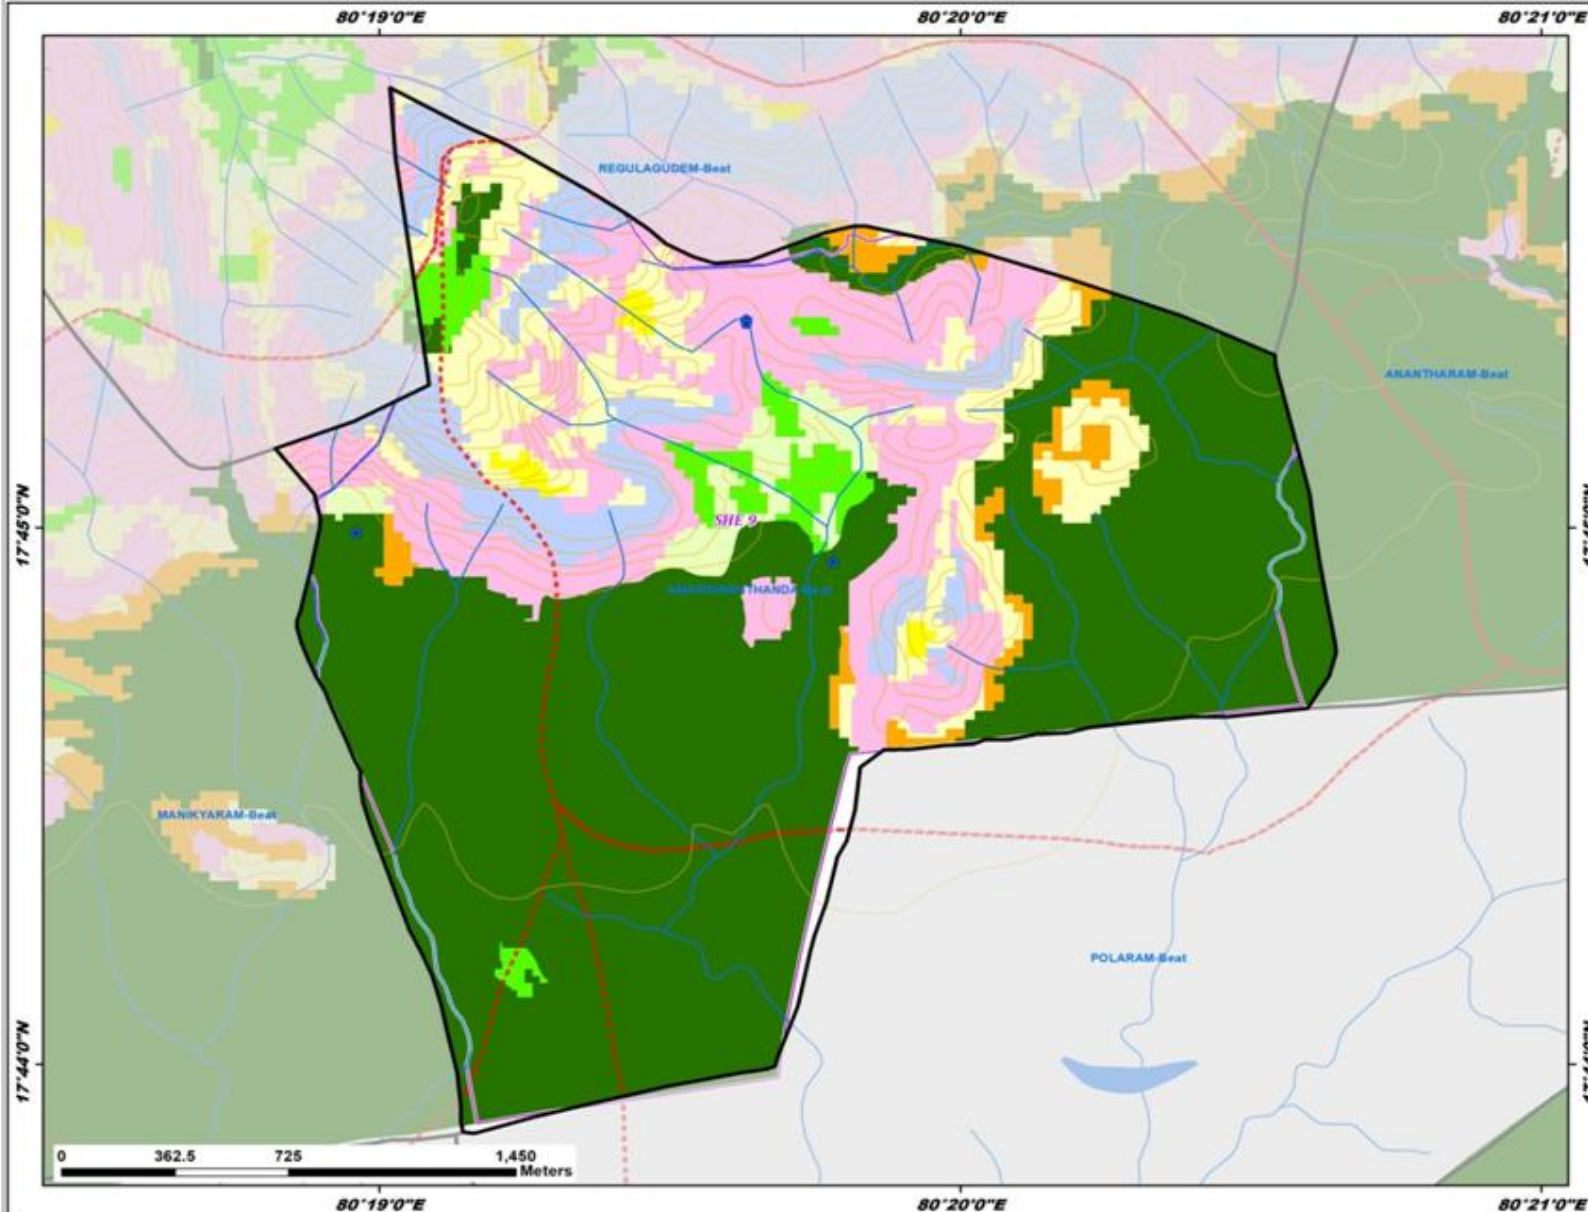 80°19'0"E 80°20'0"E 80°21'0"E
REGULAGUDEM-Beat
ANANTHARAM-Beat
17°45'0"N
SHE 9
MANIKYARAM-Beat
POLARAM-Beat
17°44'0"N
0 362.5 725 1,450
Meters
80°19'0"E 80°20'0"E 80°21'0"E